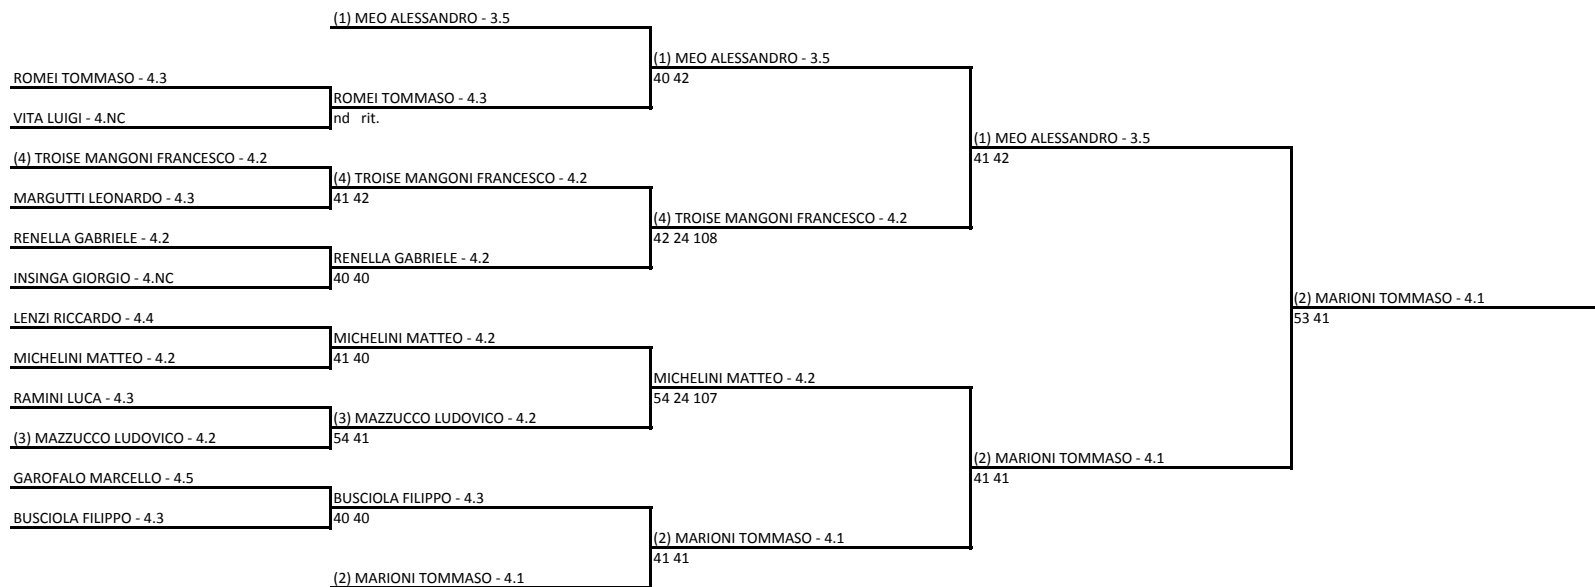 (1) MEO ALESSANDRO - 3.5
(1) MEO ALESSANDRO - 3.5
40 42
ROMEI TOMMASO - 4.3
ROMEI TOMMASO - 4.3
nd rit.
VITA LUIGI - 4.NC
(1) MEO ALESSANDRO - 3.5
41 42
(4) TROISE MANGONI FRANCESCO - 4.2
(4) TROISE MANGONI FRANCESCO - 4.2
41 42
MARGUTTI LEONARDO - 4.3
(4) TROISE MANGONI FRANCESCO - 4.2
42 24 108
RENELLA GABRIELE - 4.2
RENELLA GABRIELE - 4.2
40 40
INSINGA GIORGIO - 4.NC
(2) MARIONI TOMMASO - 4.1
53 41
LENZI RICCARDO - 4.4
MICHELINI MATTEO - 4.2
41 40
MICHELINI MATTEO - 4.2
MICHELINI MATTEO - 4.2
54 24 107
RAMINI LUCA - 4.3
(3) MAZZUCCO LUDOVICO - 4.2
54 41
(3) MAZZUCCO LUDOVICO - 4.2
(2) MARIONI TOMMASO - 4.1
41 41
GAROFALO MARCELLO - 4.5
BUSCIOLA FILIPPO - 4.3
40 40
BUSCIOLA FILIPPO - 4.3
(2) MARIONI TOMMASO - 4.1
41 41
(2) MARIONI TOMMASO - 4.1